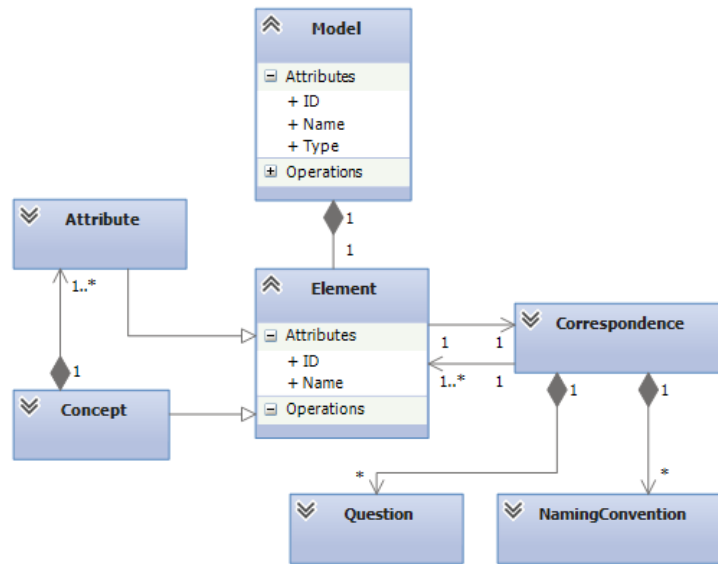 Model
Attributes
+ ID
+ Name
+ Type
Operations
1
1
Attribute
1..*
1
Concept
Element
Attributes
+ ID
+ Name
Operations
1 1
1..* 1
Correspondence
1 1
* *
Question
NamingConvention